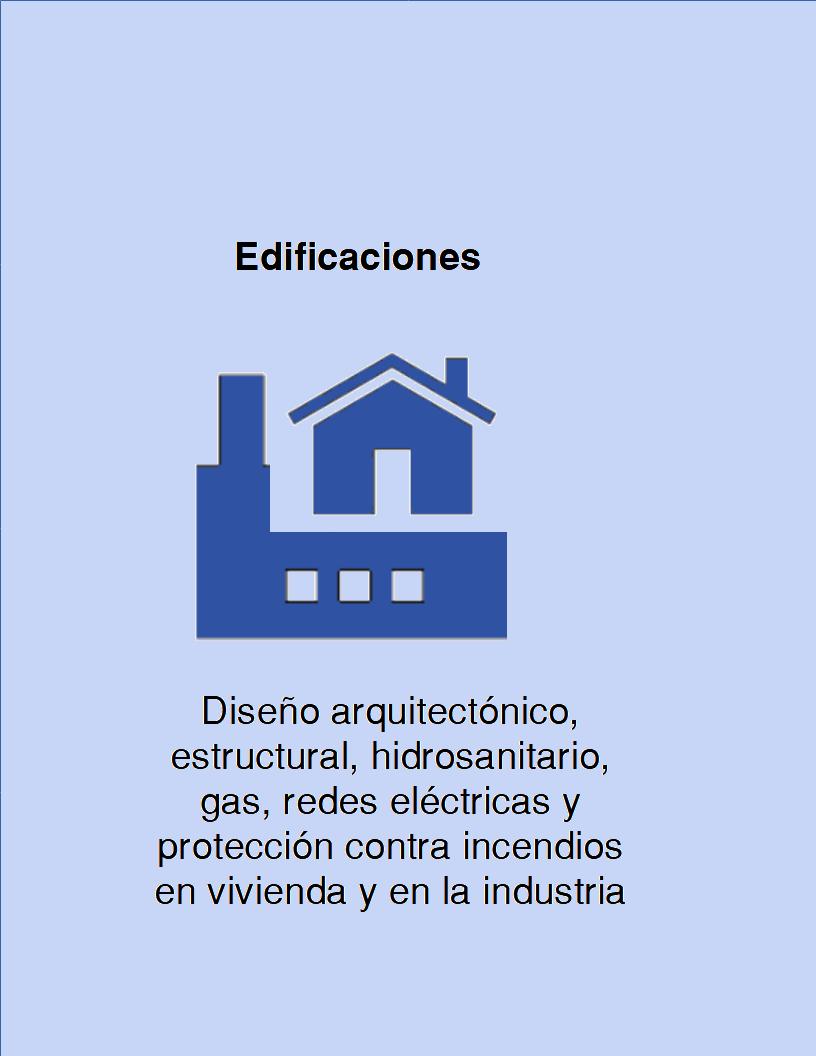 Edificaciones
Diseño arquitectónico,
estructural, hidrosanitario,
gas, redes eléctricas y
protección contra incendios
en vivienda y en la industria